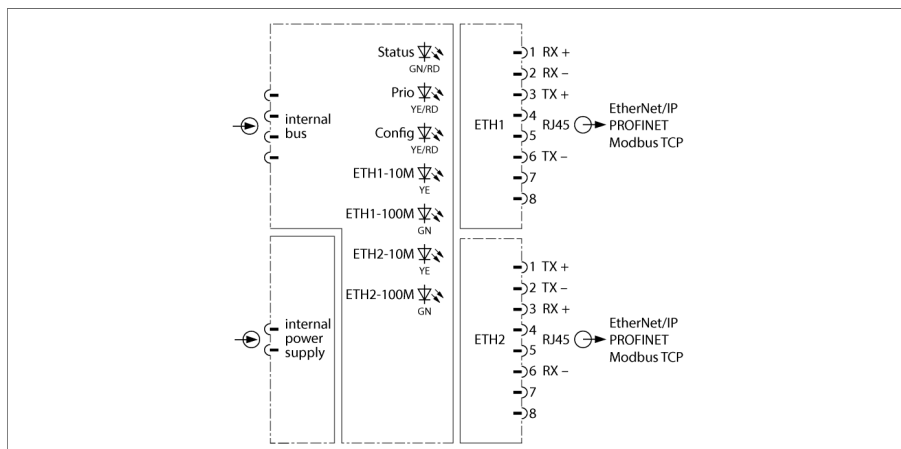 internal
bus
internal
power
supply
Status
GN/RD
Prio
YE/RD
Config
YE/RD
ETH1-10M
YE
ETH1-100M
GN
ETH2-10M
YE
ETH2-100M
GN
ETH1
1 RX +
2 RX –
3 TX +
4
5
6 TX –
7
8
RJ45
EtherNet/IP
PROFINET
Modbus TCP
ETH2
1 TX +
2 TX –
3 RX +
4
5
6 RX –
7
8
RJ45
EtherNet/IP
PROFINET
Modbus TCP